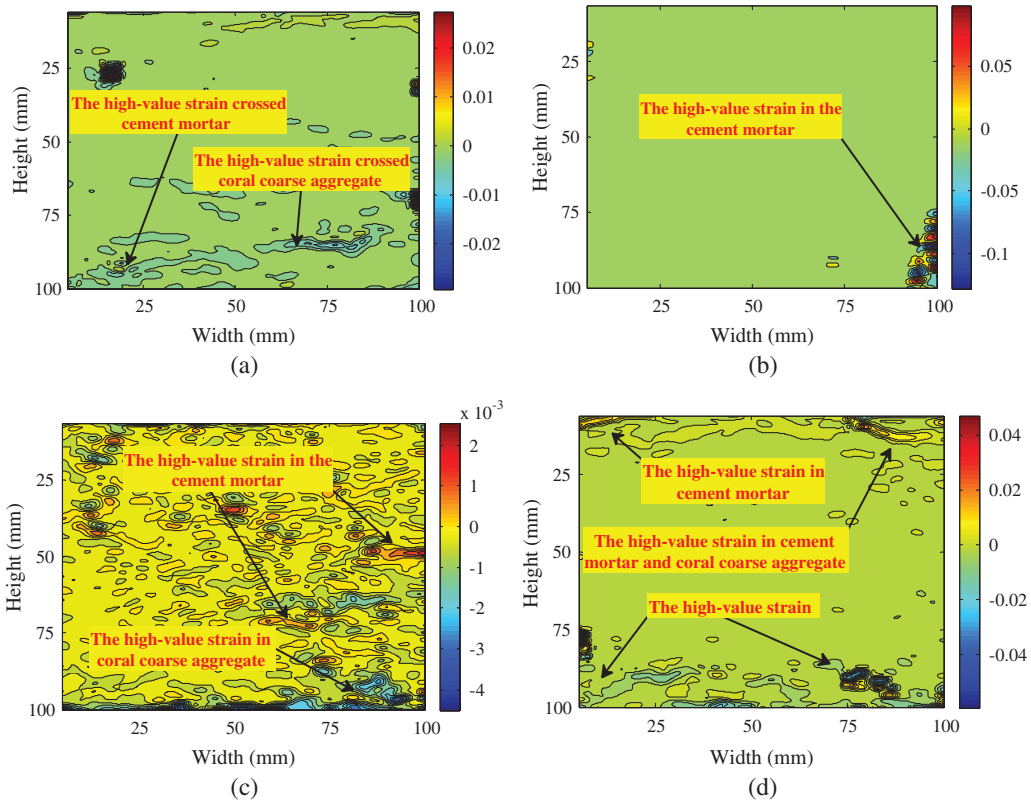 0.02
0.01
0
-0.01
-0.02
25
50
75
100
Height (mm)
The high-value strain crossed
cement mortar
The high-value strain crossed
coral coarse aggregate
25
50
75
100
Width (mm)
(a)
0.05
0
-0.05
-0.1
25
50
75
100
Height (mm)
The high-value strain in the
cement mortar
25
50
75
100
Width (mm)
(b)
x 10-3
2
1
0
-1
-2
-3
-4
25
50
75
100
Height (mm)
The high-value strain in the
cement mortar
The high-value strain in
coral coarse aggregate
25
50
75
100
Width (mm)
(c)
0.04
0.02
0
-0.02
-0.04
25
50
75
100
Height (mm)
The high-value strain in
cement mortar
The high-value strain in cement
mortar and coral coarse aggregate
The high-value strain
25
50
75
100
Width (mm)
(d)